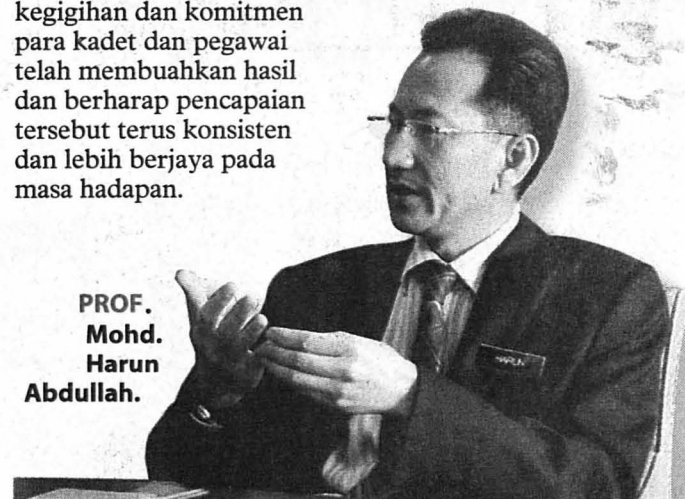 kegigihan dan komitmen
para kadet dan pegawai
telah membuahkan hasil
dan berharap pencapaian
tersebut terus konsisten
dan lebih berjaya pada
masa hadapan.
PROF.
Mohd.
Harun
Abdullah.
HARUN